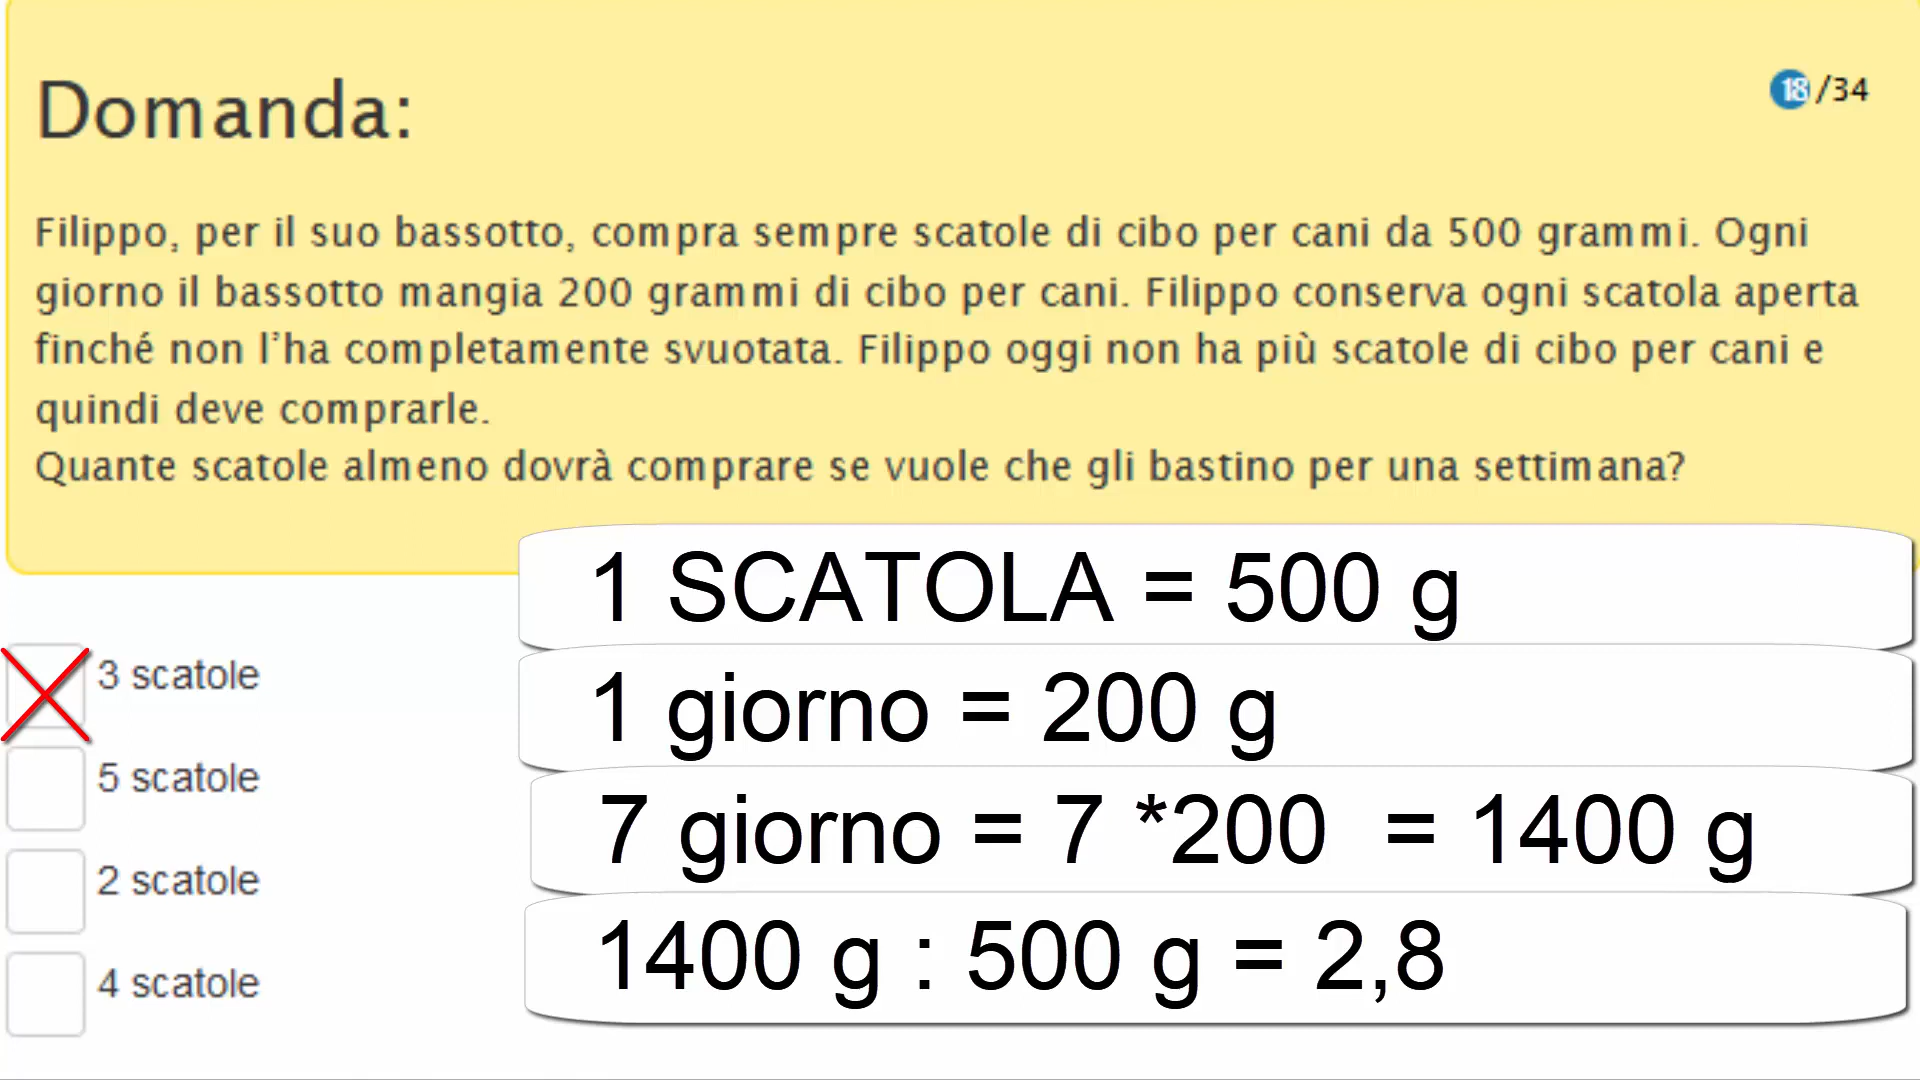 Domanda:
18/34
Filippo, per il suo bassotto, compra sempre scatole di cibo per cani da 500 grammi. Ogni
giorno il bassotto mangia 200 grammi di cibo per cani. Filippo conserva ogni scatola aperta
finché non l'ha completamente svuotata. Filippo oggi non ha più scatole di cibo per cani e
quindi deve comprarle.
Quante scatole almeno dovrà comprare se vuole che gli bastino per una settimana?
1 SCATOLA = 500 g
3 scatole
1 giorno = 200 g
5 scatole
7 giorno = 7 *200 = 1400 g
2 scatole
1400 g : 500 g = 2,8
4 scatole